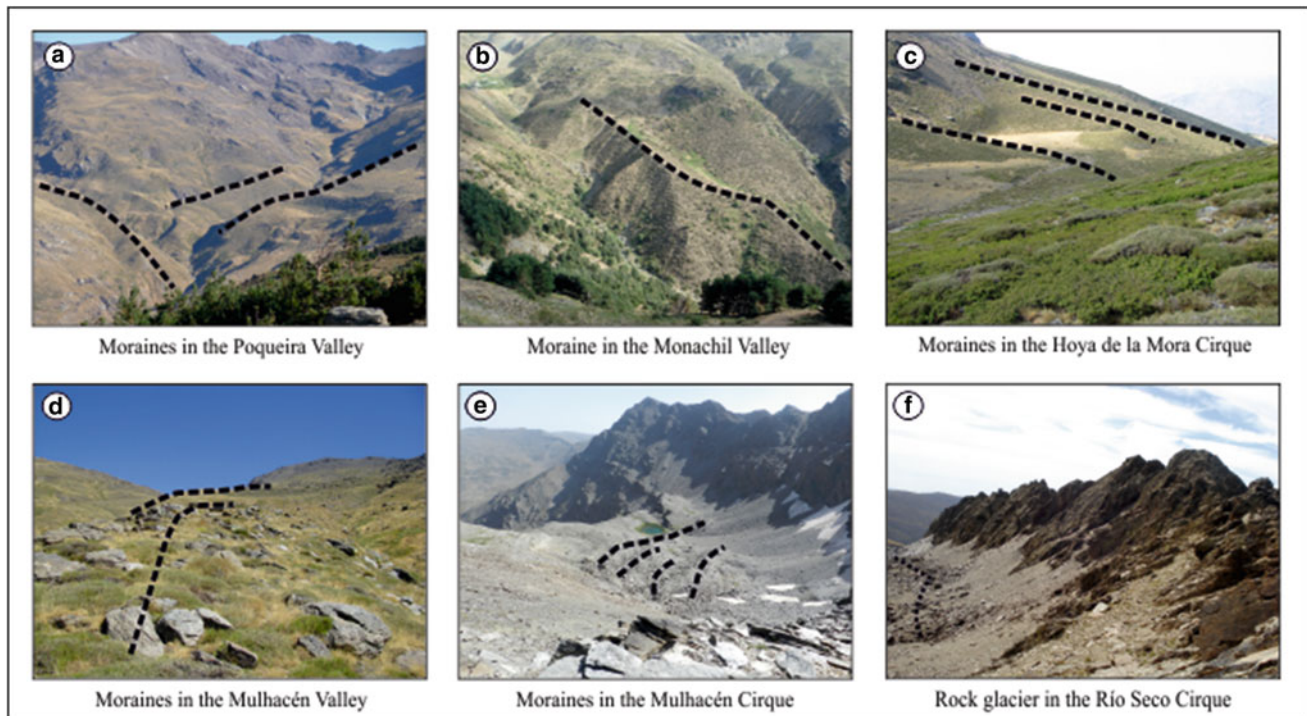 a
b
c
Moraines in the Poqueira Valley
Moraine in the Monachil Valley
Moraines in the Hoya de la Mora Cirque
d
e
f
Moraines in the Mulhacén Valley
Moraines in the Mulhacén Cirque
Rock glacier in the Río Seco Cirque